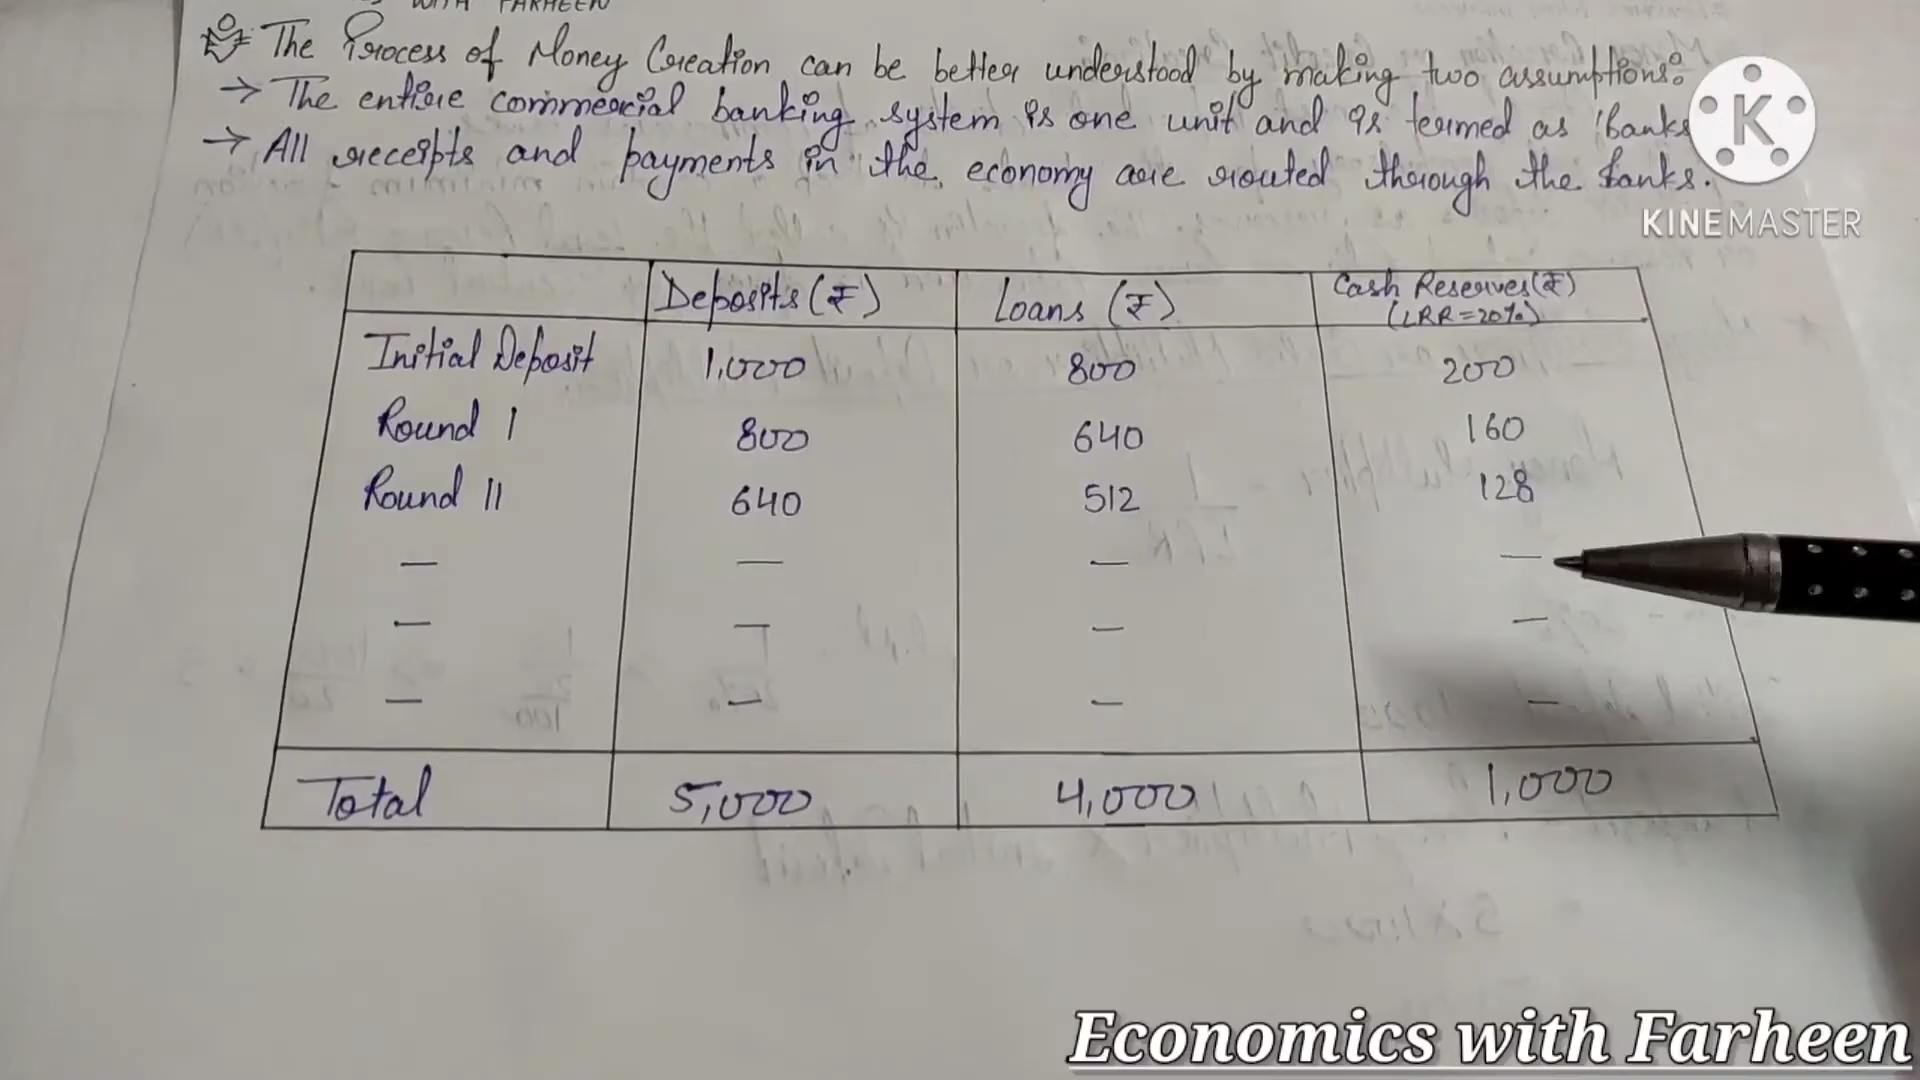 WITH FARHEEN
The Process of Money Creation can be better understood by making two assumptions:
→ The entire commercial banking system is one unit and is termed as 'banks
→ All receipts and payments in the economy are routed through the banks.
K
KINEMASTER
Deposits (₹) Loans (₹) Cash Reserves (₹)
(LRR = 20%)
Initial Deposit 1,000 800 200
Round I 800 640 160
Round II 640 512 128
— — — —
— — — —
— — — —
Total 5,000 4,000 1,000
Economics with Farheen